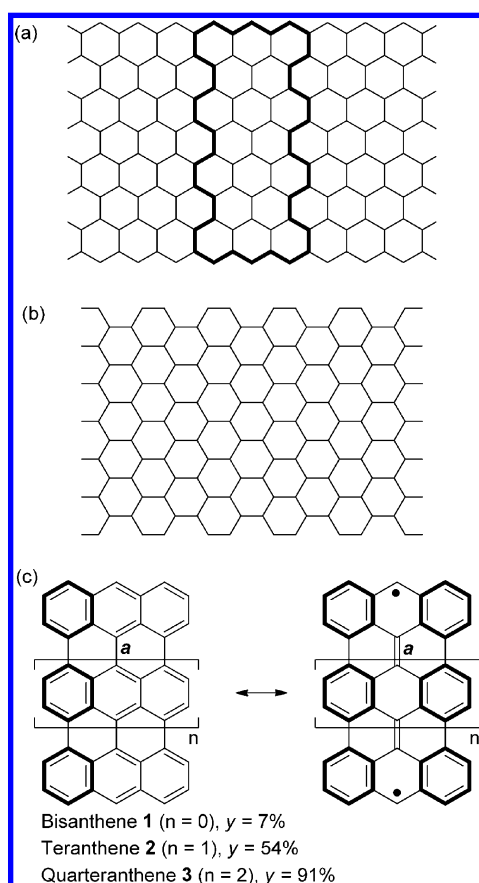 (a)
(b)
(c)
a
a
n
n
Bisanthene 1 (n = 0), y = 7%
Teranthene 2 (n = 1), y = 54%
Quarteranthene 3 (n = 2), y = 91%